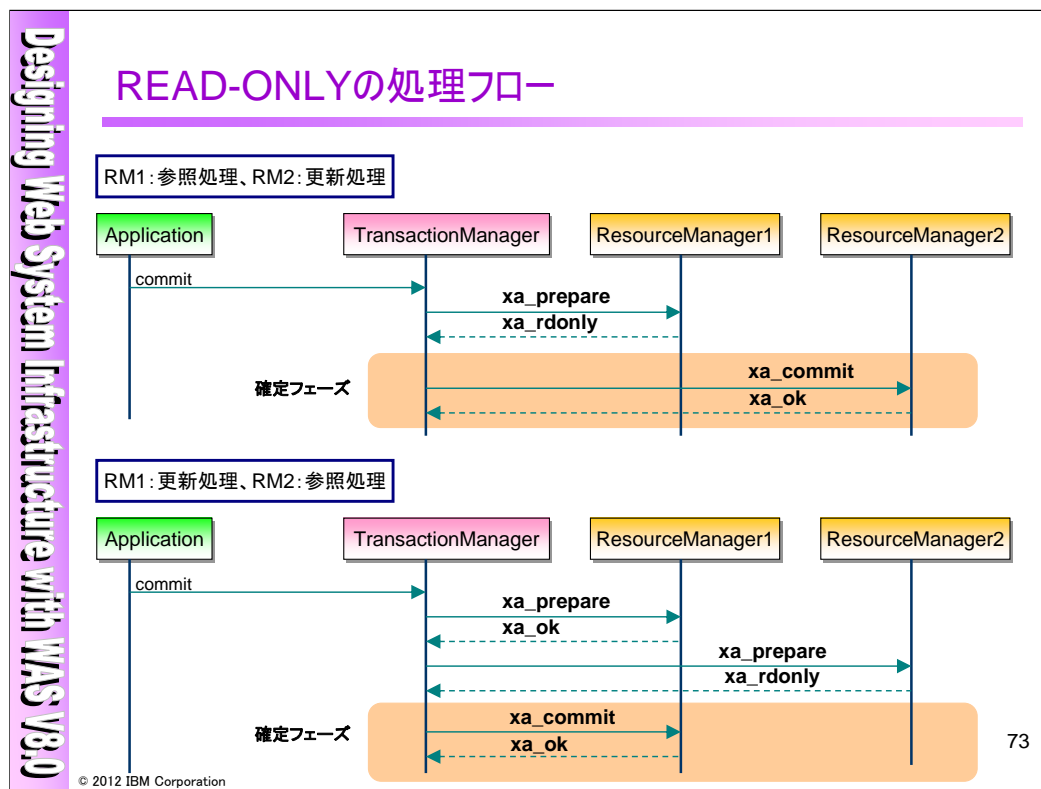 Designing Web System Infrastructure with WAS V8.0
READ-ONLYの処理フロー
RM1：参照処理、RM2：更新処理
Application
TransactionManager
ResourceManager1
ResourceManager2
commit
xa_prepare
xa_rdonly
確定フェーズ
xa_commit
xa_ok
RM1：更新処理、RM2：参照処理
Application
TransactionManager
ResourceManager1
ResourceManager2
commit
xa_prepare
xa_ok
xa_prepare
xa_rdonly
確定フェーズ
xa_commit
xa_ok
73
© 2012 IBM Corporation